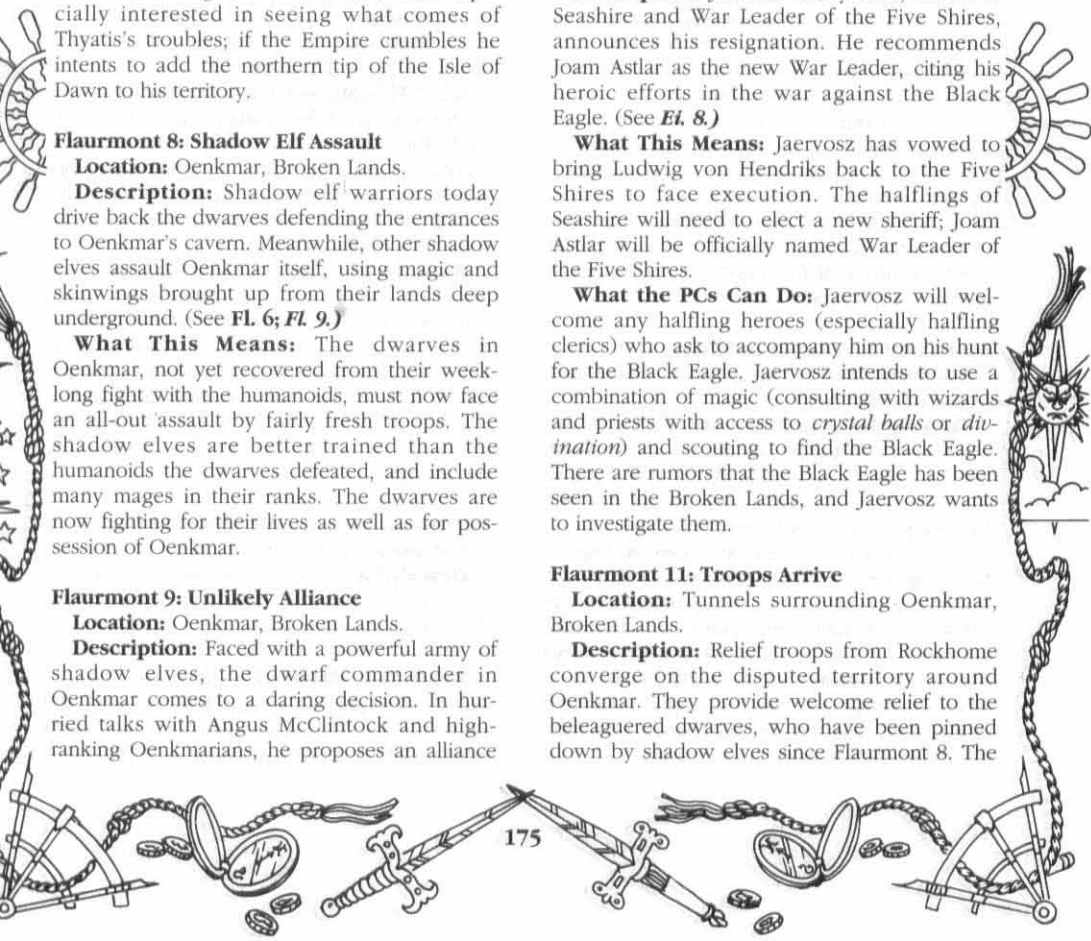 cially interested in seeing what comes of
Thyatis's troubles; if the Empire crumbles he
intents to add the northern tip of the Isle of
Dawn to his territory.
Flaurmont 8: Shadow Elf Assault
Location: Oenkmar, Broken Lands.
Description: Shadow elf warriors today
drive back the dwarves defending the entrances
to Oenkmar's cavern. Meanwhile, other shadow
elves assault Oenkmar itself, using magic and
skinwings brought up from their lands deep
underground. (See Fl. 6; Fl. 9.)
What This Means: The dwarves in
Oenkmar, not yet recovered from their week-
long fight with the humanoids, must now face
an all-out assault by fairly fresh troops. The
shadow elves are better trained than the
humanoids the dwarves defeated, and include
many mages in their ranks. The dwarves are
now fighting for their lives as well as for pos-
session of Oenkmar.
Flaurmont 9: Unlikely Alliance
Location: Oenkmar, Broken Lands.
Description: Faced with a powerful army of
shadow elves, the dwarf commander in
Oenkmar comes to a daring decision. In hur-
ried talks with Angus McClintock and high-
ranking Oenkmarians, he proposes an alliance
Seashire and War Leader of the Five Shires,
announces his resignation. He recommends
Joam Astlar as the new War Leader, citing his
heroic efforts in the war against the Black
Eagle. (See Ei. 8.)
What This Means: Jaervosz has vowed to
bring Ludwig von Hendriks back to the Five
Shires to face execution. The halflings of
Seashire will need to elect a new sheriff; Joam
Astlar will be officially named War Leader of
the Five Shires.
What the PCs Can Do: Jaervosz will wel-
come any halfling heroes (especially halfling
clerics) who ask to accompany him on his hunt
for the Black Eagle. Jaervosz intends to use a
combination of magic (consulting with wizards
and priests with access to crystal balls or div-
ination) and scouting to find the Black Eagle.
There are rumors that the Black Eagle has been
seen in the Broken Lands, and Jaervosz wants
to investigate them.
Flaurmont 11: Troops Arrive
Location: Tunnels surrounding Oenkmar,
Broken Lands.
Description: Relief troops from Rockhome
converge on the disputed territory around
Oenkmar. They provide welcome relief to the
beleaguered dwarves, who have been pinned
down by shadow elves since Flaurmont 8. The
175